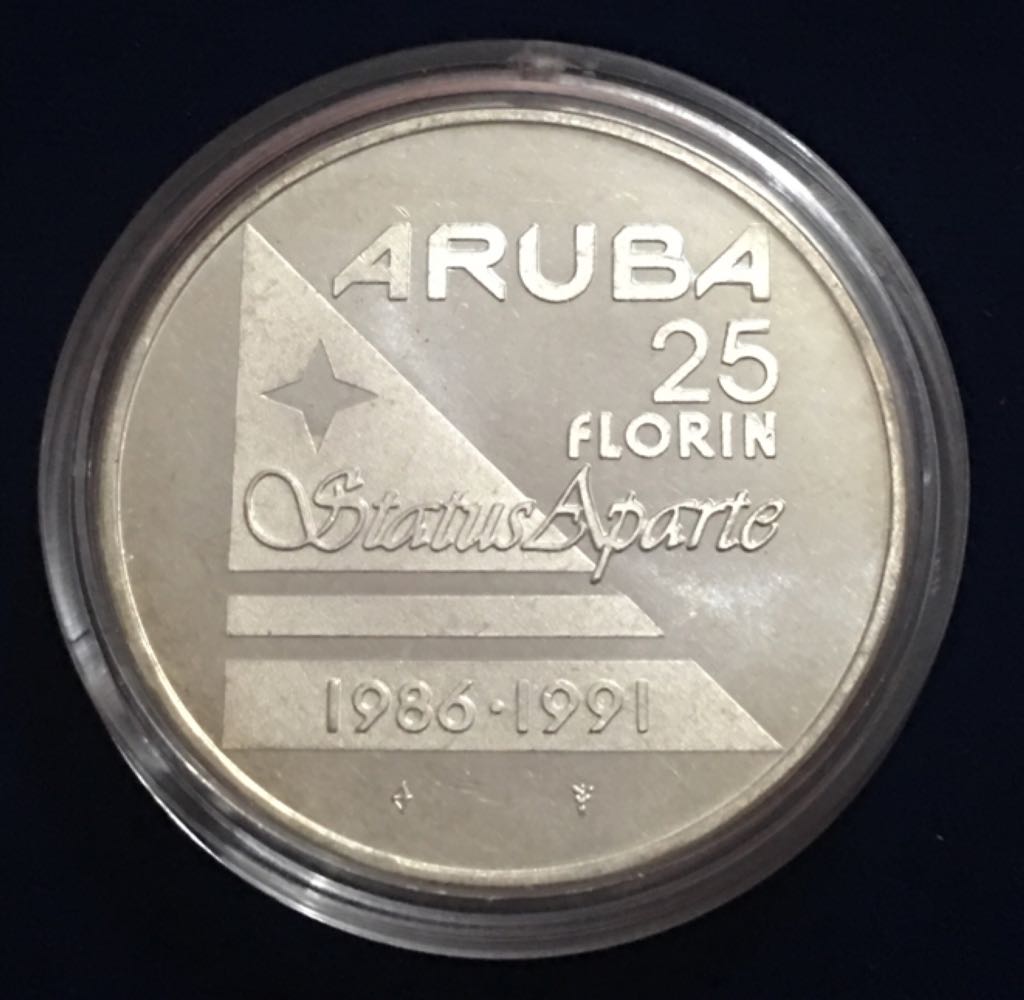 ARUBA
25
FLORIN
Status Aparte
1986·1991